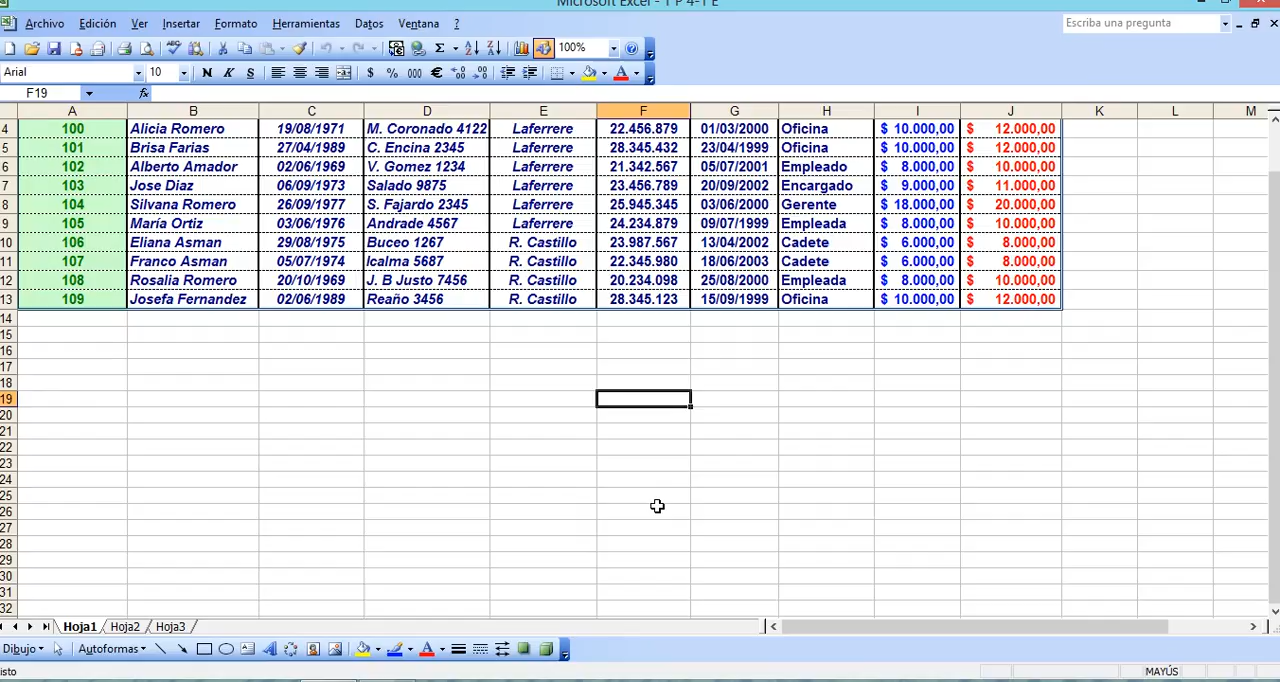 Microsoft Excel - T P 4-1 E
Archivo Edición Ver Insertar Formato Herramientas Datos Ventana ? Escriba una pregunta
Σ 100%
Arial 10 N K S $ % 000 €
F19 fx
A B C D E F G H I J K L M
4 100 Alicia Romero 19/08/1971 M. Coronado 4122 Laferrere 22.456.879 01/03/2000 Oficina $ 10.000,00 $ 12.000,00
5 101 Brisa Farias 27/04/1989 C. Encina 2345 Laferrere 28.345.432 23/04/1999 Oficina $ 10.000,00 $ 12.000,00
6 102 Alberto Amador 02/06/1969 V. Gomez 1234 Laferrere 21.342.567 05/07/2001 Empleado $ 8.000,00 $ 10.000,00
7 103 Jose Diaz 06/09/1973 Salado 9875 Laferrere 23.456.789 20/09/2002 Encargado $ 9.000,00 $ 11.000,00
8 104 Silvana Romero 26/09/1977 S. Fajardo 2345 Laferrere 25.945.345 03/06/2000 Gerente $ 18.000,00 $ 20.000,00
9 105 María Ortiz 03/06/1976 Andrade 4567 Laferrere 24.234.879 09/07/1999 Empleada $ 8.000,00 $ 10.000,00
10 106 Eliana Asman 29/08/1975 Buceo 1267 R. Castillo 23.987.567 13/04/2002 Cadete $ 6.000,00 $ 8.000,00
11 107 Franco Asman 05/07/1974 Icalma 5687 R. Castillo 22.345.980 18/06/2003 Cadete $ 6.000,00 $ 8.000,00
12 108 Rosalia Romero 20/10/1969 J. B Justo 7456 R. Castillo 20.234.098 25/08/2000 Empleada $ 8.000,00 $ 10.000,00
13 109 Josefa Fernandez 02/06/1989 Reaño 3456 R. Castillo 28.345.123 15/09/1999 Oficina $ 10.000,00 $ 12.000,00
14
15
16
17
18
19
20
21
22
23
24
25
26
27
28
29
30
31
32
Hoja1 Hoja2 Hoja3
Dibujo Autoformas
isto MAYÚS